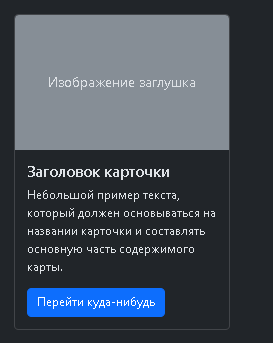 Изображение заглушка
Заголовок карточки
Небольшой пример текста,
который должен основываться на
названии карточки и составлять
основную часть содержимого
карты.
Перейти куда-нибудь